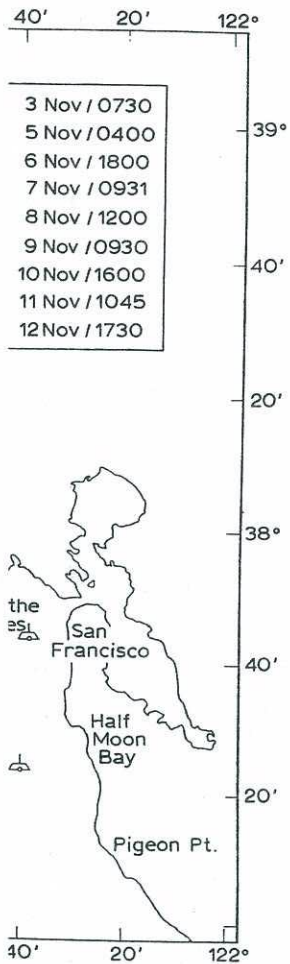 40' 20' 122°
3 Nov / 0730
39°
5 Nov / 0400
6 Nov / 1800
7 Nov / 0931
8 Nov / 1200
9 Nov / 0930
40'
10 Nov / 1600
11 Nov / 1045
12 Nov / 1730
20'
38°
the
es
San
Francisco
40'
Half
Moon
Bay
20'
Pigeon Pt.
40' 20' 122°